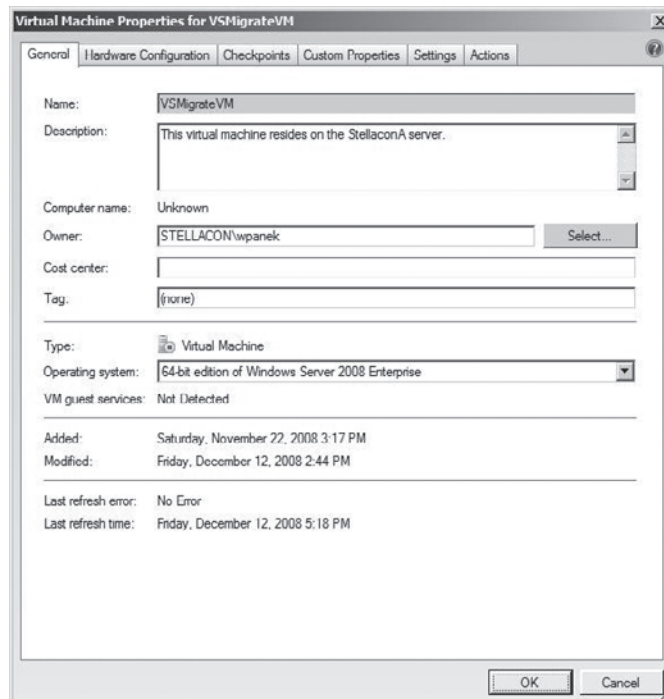 Virtual Machine Properties for VSMigrateVM
General Hardware Configuration Checkpoints Custom Properties Settings Actions
Name: VSMigrateVM
Description: This virtual machine resides on the StellaconA server.
Computer name: Unknown
Owner: STELLACON\wpanek Select...
Cost center:
Tag: (none)
Type: Virtual Machine
Operating system: 64-bit edition of Windows Server 2008 Enterprise
VM guest services: Not Detected
Added: Saturday, November 22, 2008 3:17 PM
Modified: Friday, December 12, 2008 2:44 PM
Last refresh error: No Error
Last refresh time: Friday, December 12, 2008 5:18 PM
OK Cancel